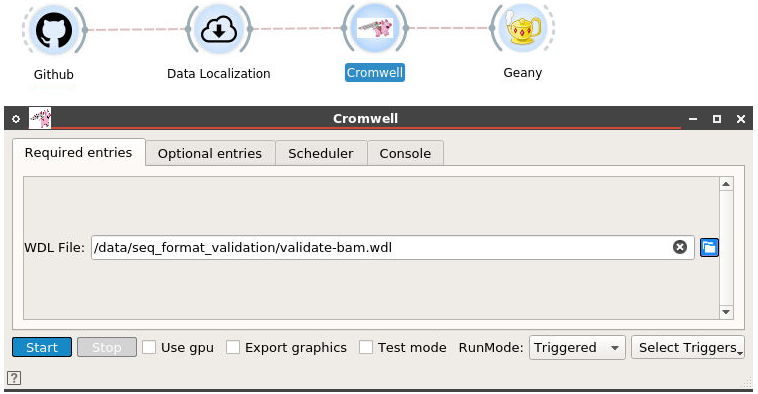 Github
Data Localization
Cromwell
Geany
Cromwell
Required entries
Optional entries
Scheduler
Console
WDL File: /data/seq_format_validation/validate-bam.wdl
Start Stop Use gpu Export graphics Test mode RunMode: Triggered Select Triggers
?